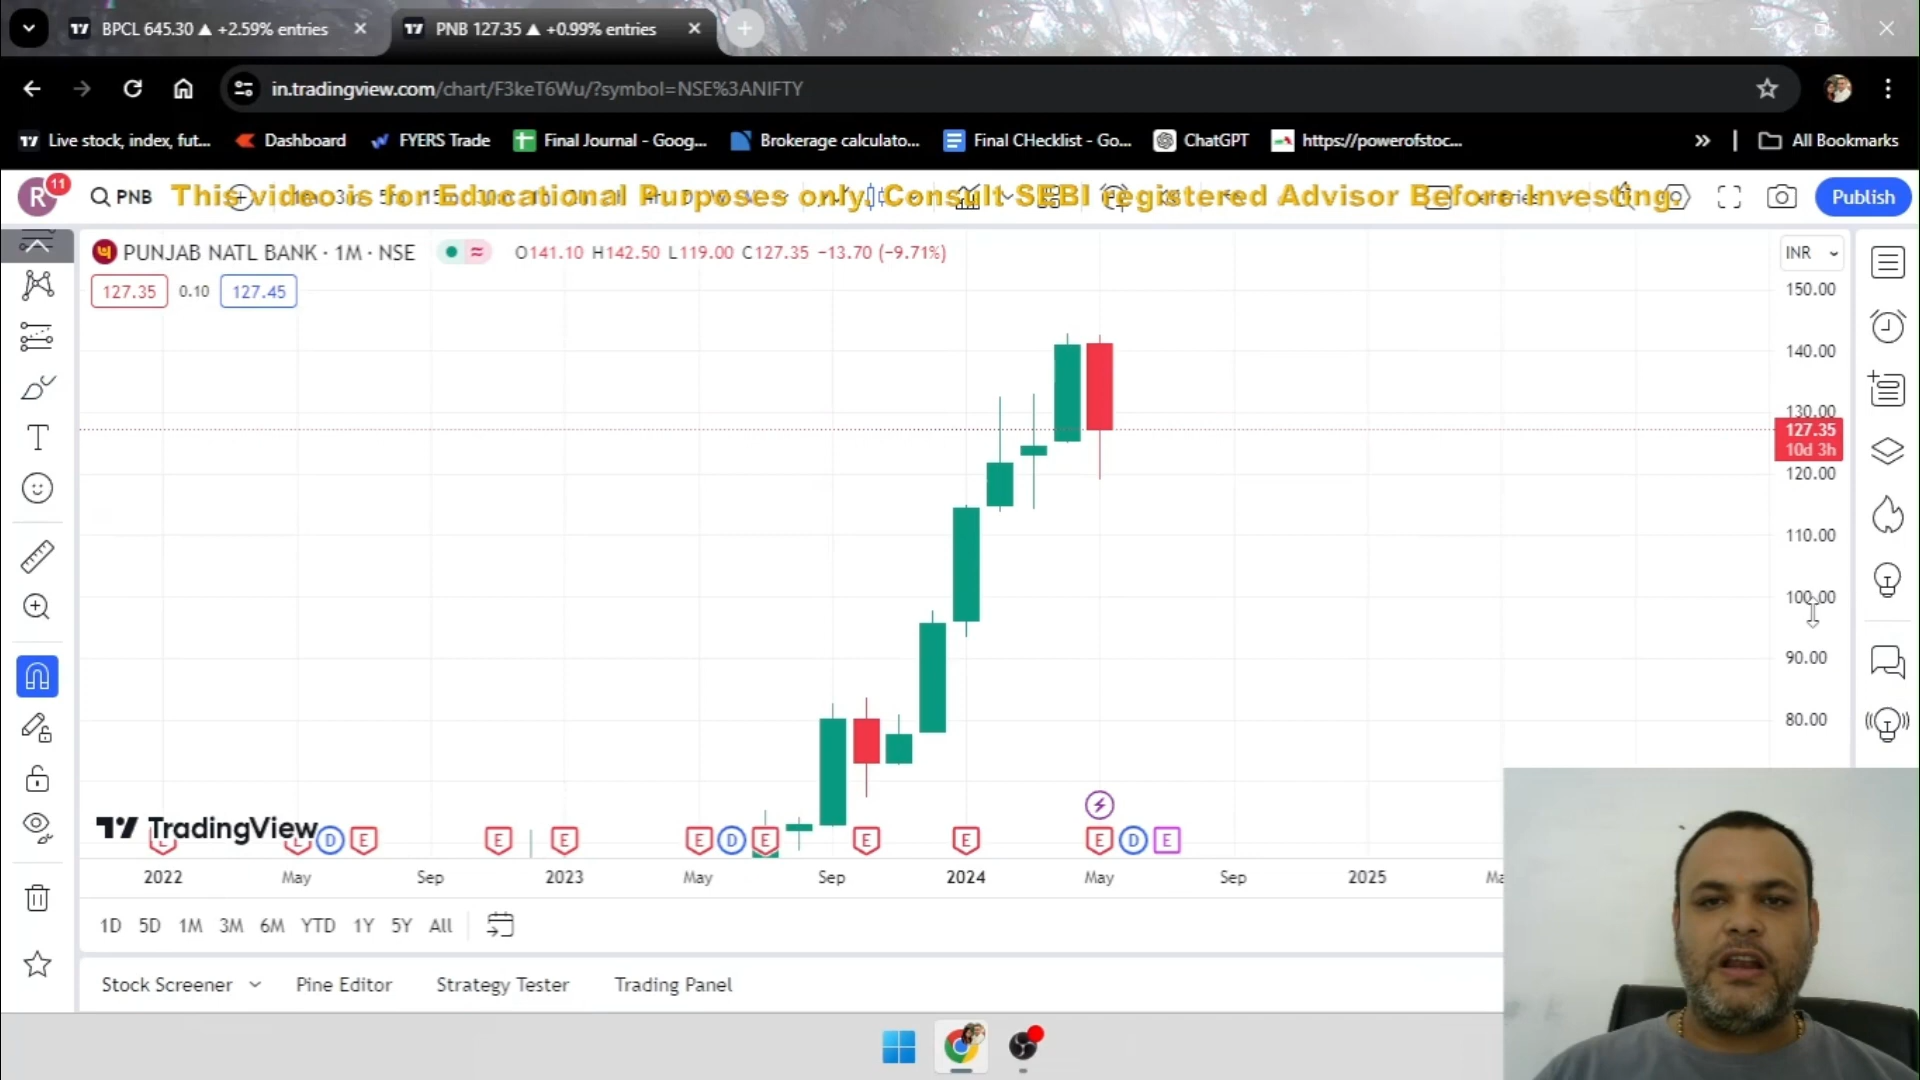 BPCL 645.30 ▲ +2.59% entries
PNB 127.35 ▲ +0.99% entries
in.tradingview.com/chart/F3keT6Wu/?symbol=NSE%3ANIFTY
Live stock, index, fut...
Dashboard
FYERS Trade
Final Journal - Goog...
Brokerage calculato...
Final CHecklist - Go...
ChatGPT
https://powerofstoc...
All Bookmarks
R
11
PNB
This video is for Educational Purposes only. Consult SEBI registered Advisor Before Investing
Publish
PUNJAB NATL BANK · 1M · NSE
O141.10 H142.50 L119.00 C127.35 −13.70 (−9.71%)
INR
127.35
0.10
127.45
150.00
140.00
130.00
127.35
10d 3h
120.00
110.00
100.00
90.00
80.00
TradingView
D E E E E D E E E E D E
2022 May Sep 2023 May Sep 2024 May Sep 2025
1D 5D 1M 3M 6M YTD 1Y 5Y All
Stock Screener
Pine Editor
Strategy Tester
Trading Panel